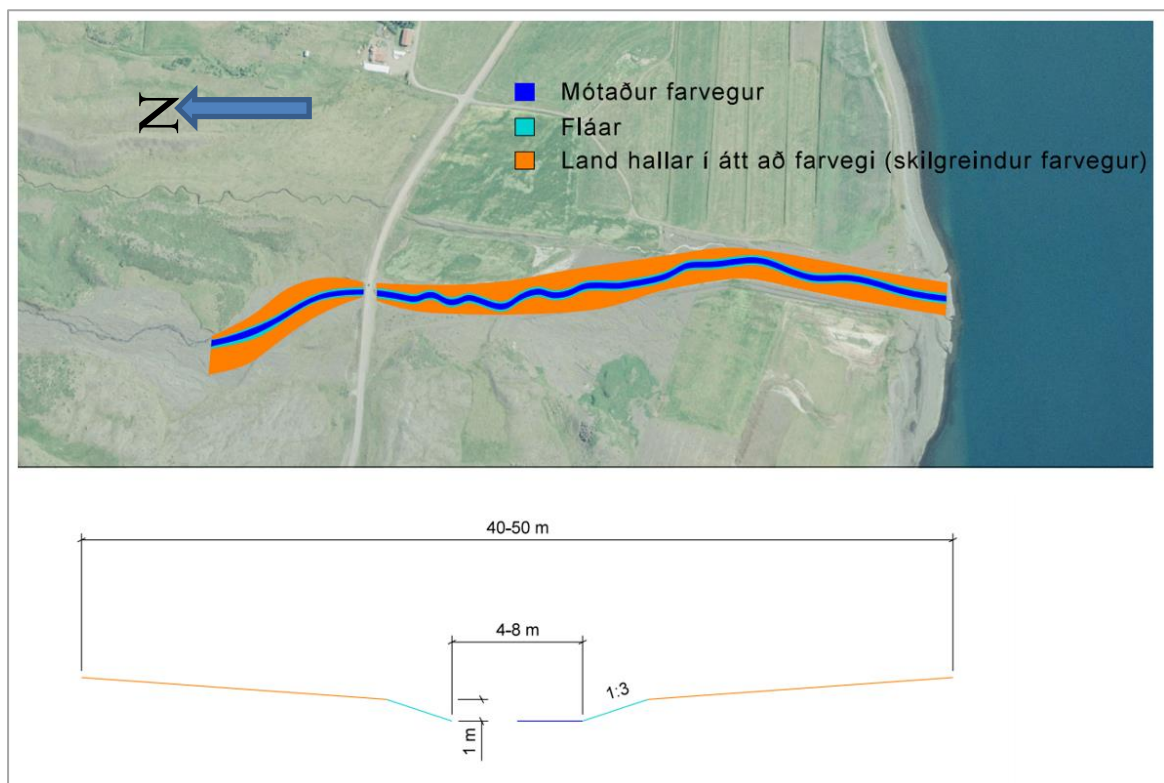 N
Mótaður farvegur
Fláar
Land hallar í átt að farvegi (skilgreindur farvegur)
40-50 m
4-8 m
1:3
1 m